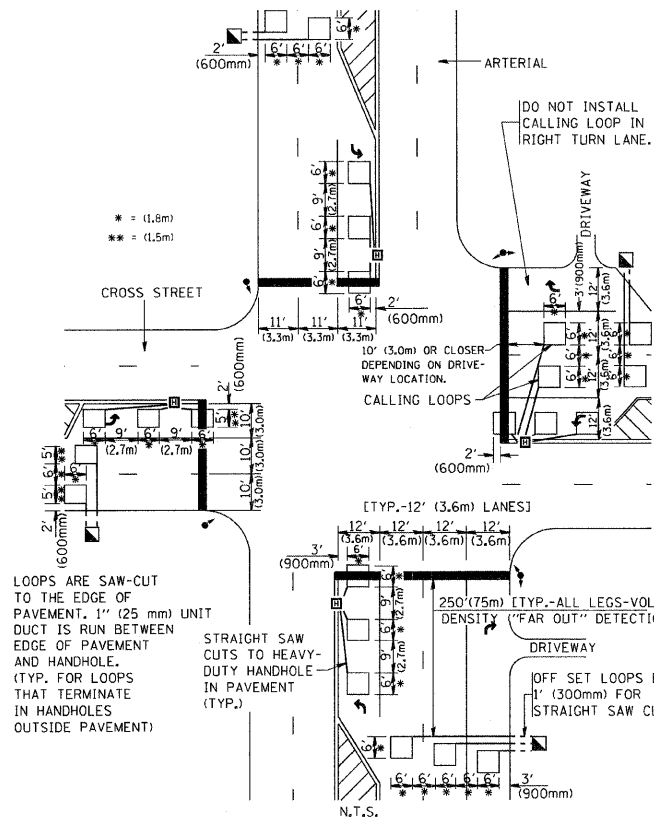 6'
2'
(600mm)
6' 6' 6'
* * *
ARTERIAL
DO NOT INSTALL
CALLING LOOP IN
RIGHT TURN LANE.
DRIVEWAY
* = (1.8m)
** = (1.5m)
6'
9'
(2.7m)
6'
9'
(2.7m)
6'
H
CROSS STREET
6'
*
2'
(600mm)
11' 11' 11'
(3.3m) (3.3m) (3.3m)
3'(900mm)
6'
*
12'
(3.6m)
12'
(3.6m)
12'
(3.6m)
12'
(3.6m)
6'
6'
6'
10' (3.0m) OR CLOSER
DEPENDING ON DRIVE-
WAY LOCATION.
CALLING LOOPS
H
2'
(600mm)
2'
(600mm)
H
5'
**
10'
(3.0m)
10'
(3.0m)
10'
(3.0m)
6' 9' 6' 9' 6'
* (2.7m) * (2.7m) *
5'
6'
5'
6'
*
2'
(600mm)
[TYP.-12' (3.6m) LANES]
12' 12' 12' 12'
(3.6m) (3.6m) (3.6m) (3.6m)
3'
(900mm)
6'
*
H
6'
9'
(2.7m)
6'
9'
(2.7m)
6'
LOOPS ARE SAW-CUT
TO THE EDGE OF
PAVEMENT. 1" (25 mm) UNIT
DUCT IS RUN BETWEEN
EDGE OF PAVEMENT
AND HANDHOLE.
(TYP. FOR LOOPS
THAT TERMINATE
IN HANDHOLES
OUTSIDE PAVEMENT)
STRAIGHT SAW
CUTS TO HEAVY-
DUTY HANDHOLE
IN PAVEMENT
(TYP.)
250'(75m) [TYP.-ALL LEGS-VOL
DENSITY ("FAR OUT" DETECTI
DRIVEWAY
OFF SET LOOPS
1' (300mm) FOR
STRAIGHT SAW
6'
*
6' 6' 6' 6' 6'
* * * * *
3'
(900mm)
N.T.S.